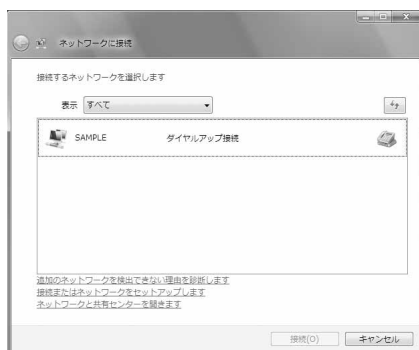 ネットワークに接続
接続するネットワークを選択します
表示 すべて
SAMPLE ダイヤルアップ接続
追加のネットワークを検出できない理由を診断します
接続またはネットワークをセットアップします
ネットワークと共有センターを開きます
接続(O) キャンセル